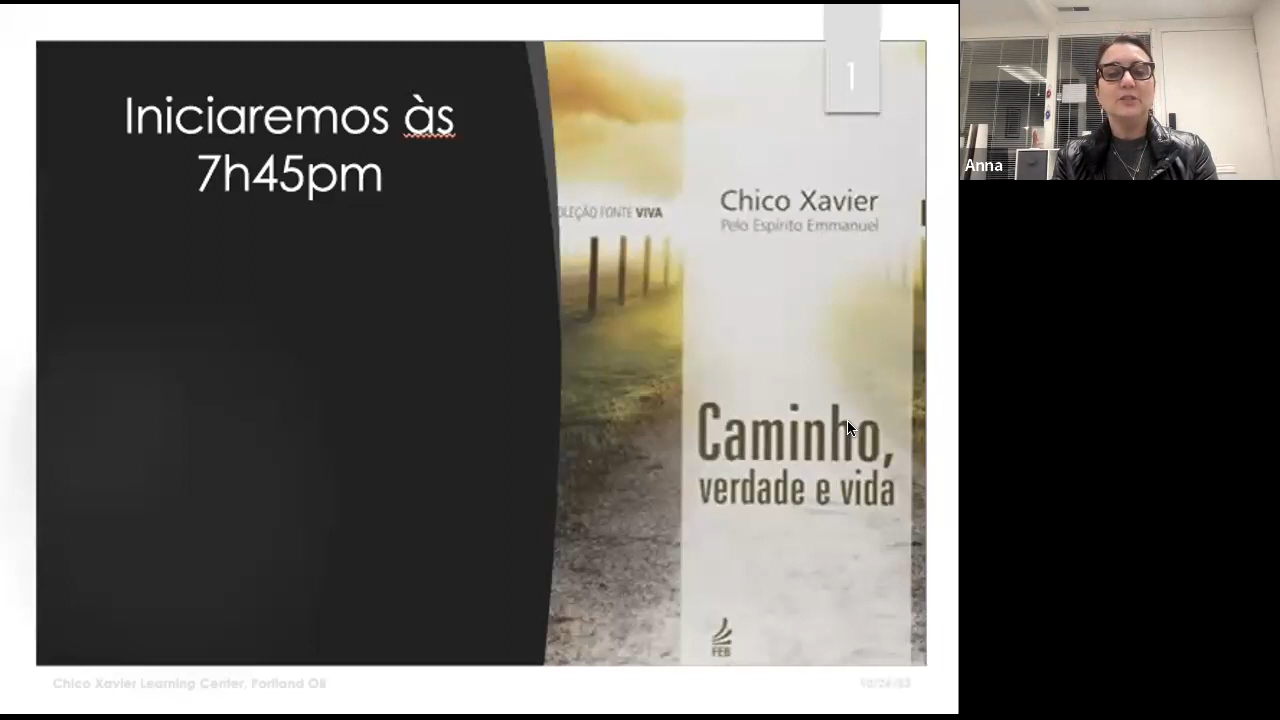 Iniciaremos às
7h45pm
1
COLEÇÃO FONTE VIVA
Chico Xavier
Pelo Espírito Emmanuel
Caminho,
verdade e vida
FEB
Chico Xavier Learning Center, Portland OR
Anna